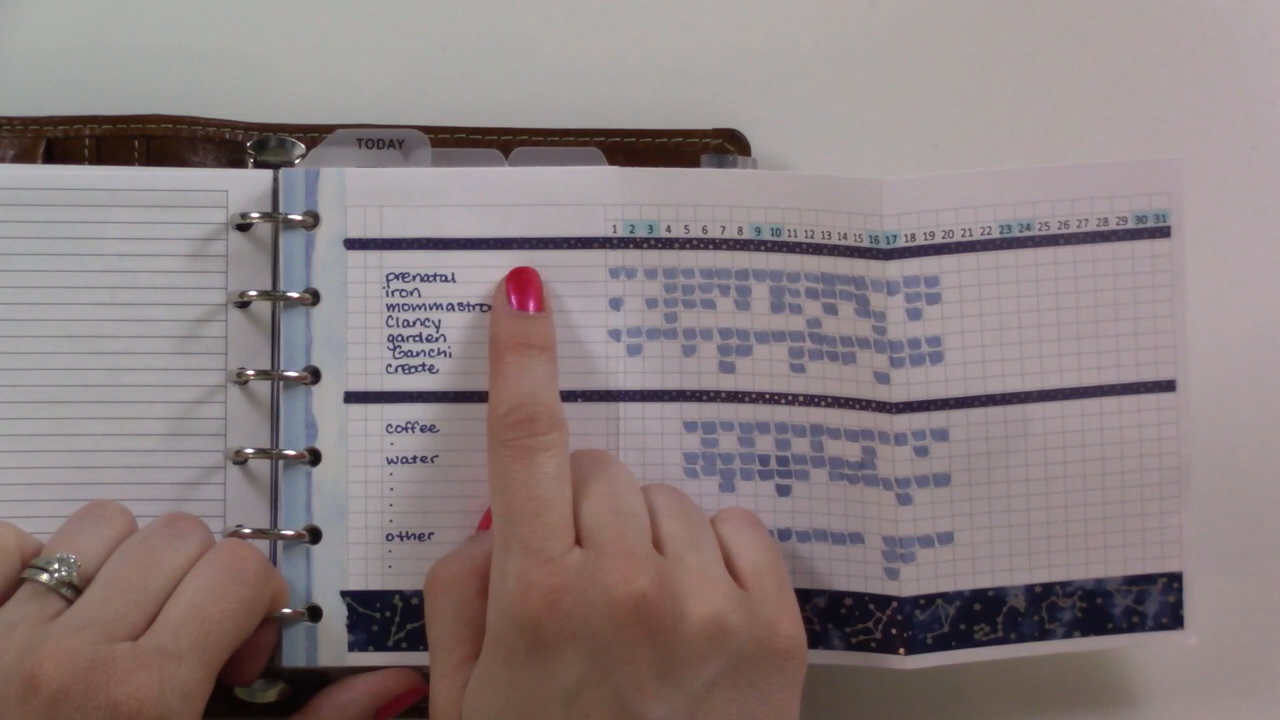 TODAY
1 2 3 4 5 6 7 8 9 10 11 12 13 14 15 16 17 18 19 20 21 22 23 24 25 26 27 28 29 30 31
prenatal
iron
mommastro
Clancy
garden
Ganchi
create
coffee
water
other